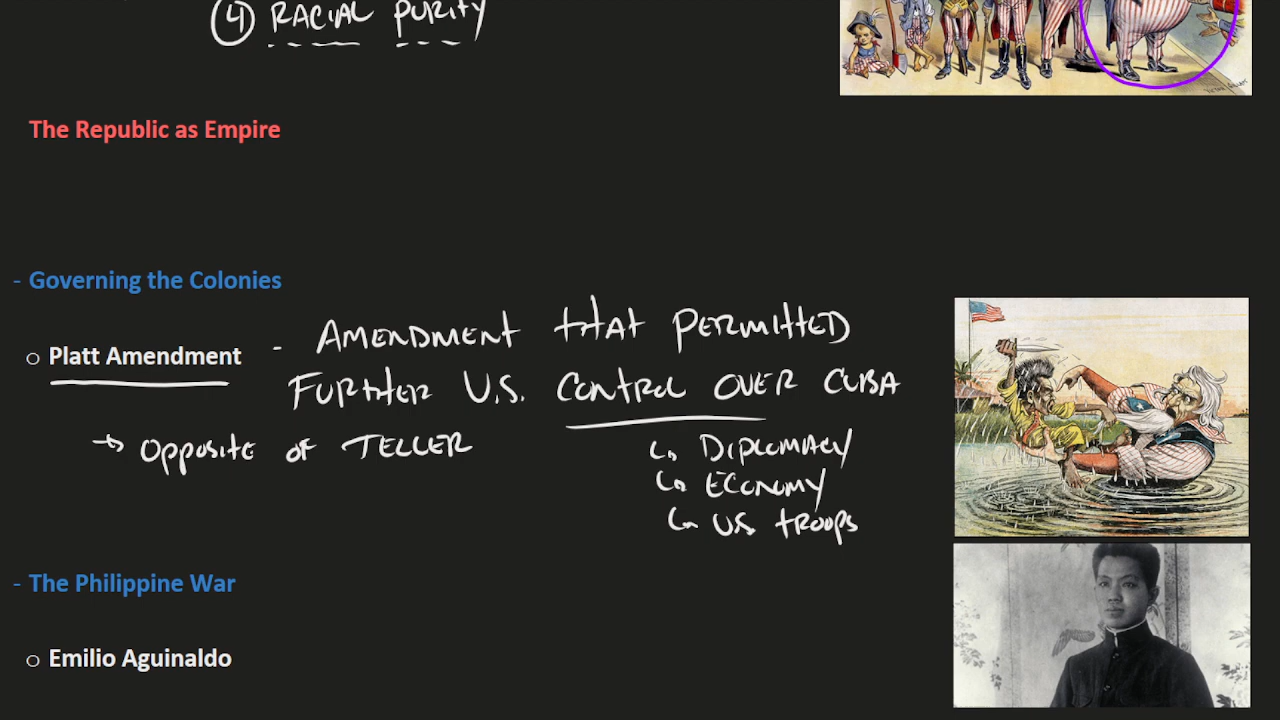 ④ RACIAL PURITY
The Republic as Empire
- Governing the Colonies
○ Platt Amendment - AMENDMENT THAT PERMITTED
FURTHER U.S. CONTROL OVER CUBA
→ OPPOSITE OF TELLER
↳ DIPLOMACY
↳ ECONOMY
↳ US TROOPS
- The Philippine War
○ Emilio Aguinaldo